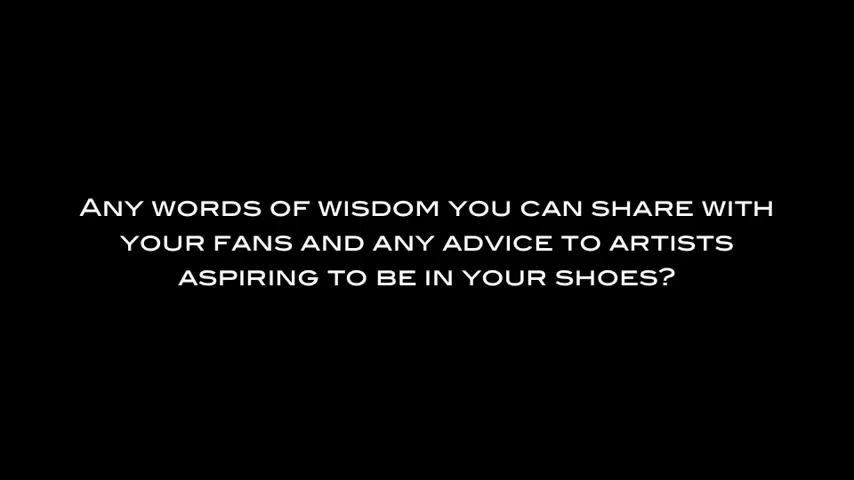 Any words of wisdom you can share with
your fans and any advice to artists
aspiring to be in your shoes?